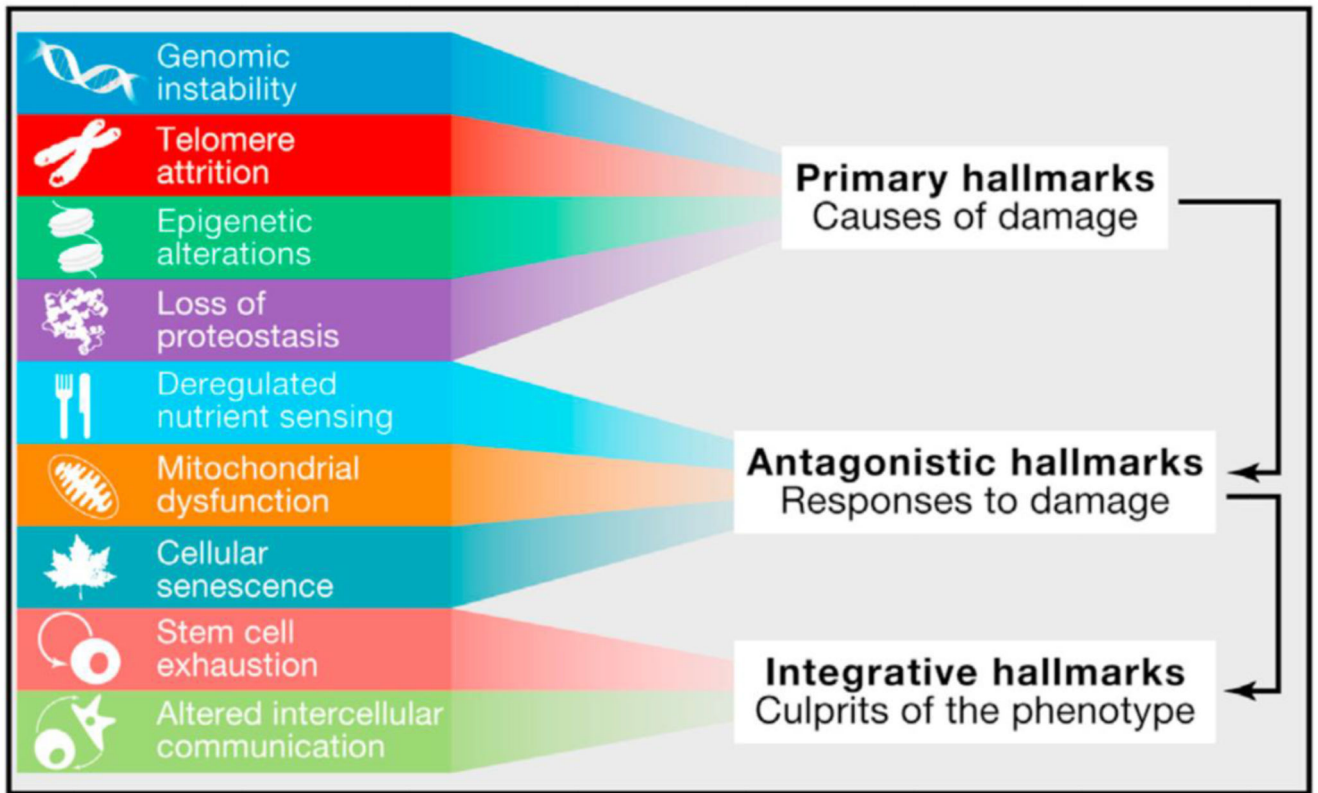 Genomic
instability
Telomere
attrition
Epigenetic
alterations
Loss of
proteostasis
Deregulated
nutrient sensing
Mitochondrial
dysfunction
Cellular
senescence
Stem cell
exhaustion
Altered intercellular
communication
Primary hallmarks
Causes of damage
Antagonistic hallmarks
Responses to damage
Integrative hallmarks
Culprits of the phenotype